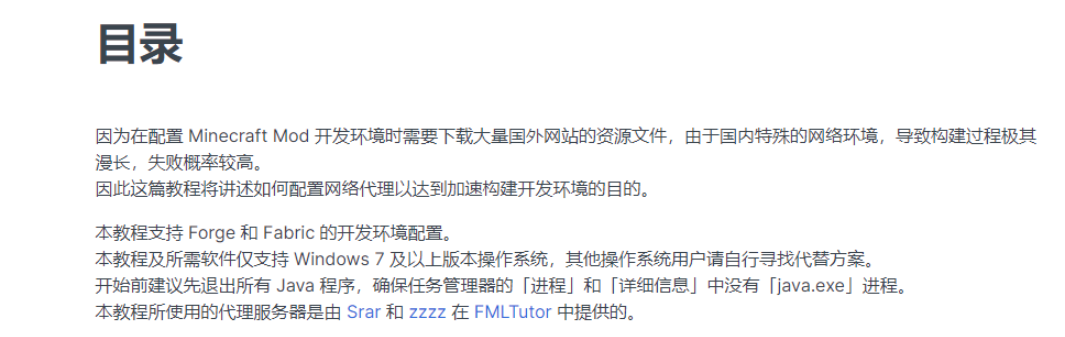 目录
因为在配置 Minecraft Mod 开发环境时需要下载大量国外网站的资源文件，由于国内特殊的网络环境，导致构建过程极其
漫长，失败概率较高。
因此这篇教程将讲述如何配置网络代理以达到加速构建开发环境的目的。
本教程支持 Forge 和 Fabric 的开发环境配置。
本教程及所需软件仅支持 Windows 7 及以上版本操作系统，其他操作系统用户请自行寻找代替方案。
开始前建议先退出所有 Java 程序，确保任务管理器的「进程」和「详细信息」中没有「java.exe」进程。
本教程所使用的代理服务器是由 Srar 和 zzzz 在 FMLTutor 中提供的。